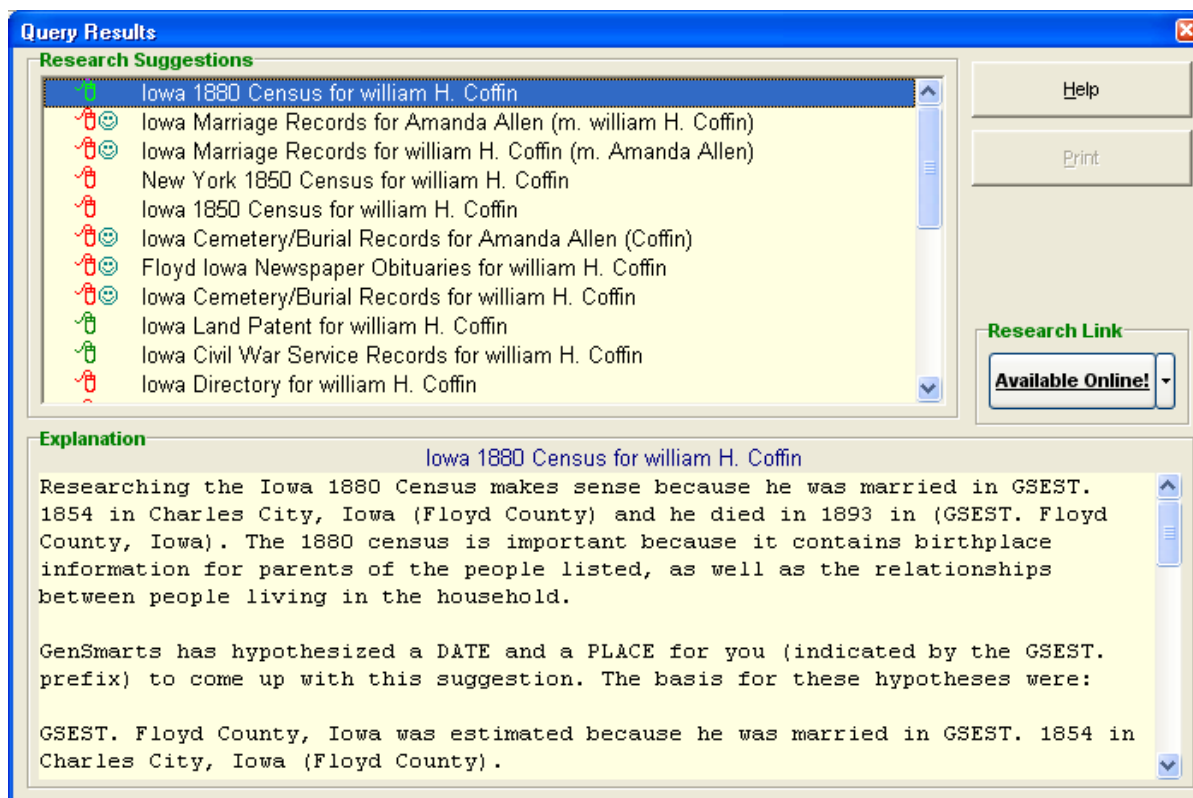 Query Results
Research Suggestions
Iowa 1880 Census for william H. Coffin
Iowa Marriage Records for Amanda Allen (m. william H. Coffin)
Iowa Marriage Records for william H. Coffin (m. Amanda Allen)
New York 1850 Census for william H. Coffin
Iowa 1850 Census for william H. Coffin
Iowa Cemetery/Burial Records for Amanda Allen (Coffin)
Floyd Iowa Newspaper Obituaries for william H. Coffin
Iowa Cemetery/Burial Records for william H. Coffin
Iowa Land Patent for william H. Coffin
Iowa Civil War Service Records for william H. Coffin
Iowa Directory for william H. Coffin
Help
Print
Research Link
Available Online!
Explanation
Iowa 1880 Census for william H. Coffin
Researching the Iowa 1880 Census makes sense because he was married in GSEST.
1854 in Charles City, Iowa (Floyd County) and he died in 1893 in (GSEST. Floyd
County, Iowa). The 1880 census is important because it contains birthplace
information for parents of the people listed, as well as the relationships
between people living in the household.
GenSmarts has hypothesized a DATE and a PLACE for you (indicated by the GSEST.
prefix) to come up with this suggestion. The basis for these hypotheses were:
GSEST. Floyd County, Iowa was estimated because he was married in GSEST. 1854 in
Charles City, Iowa (Floyd County).